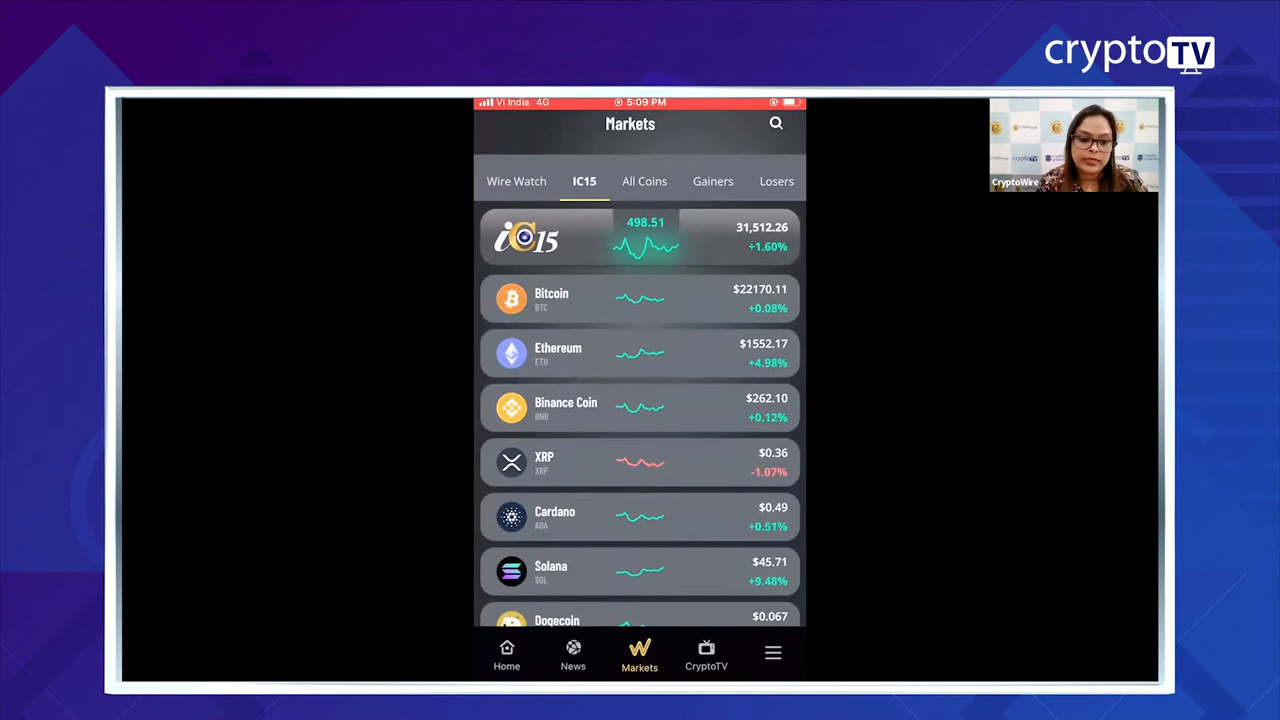 cryptoTV
Vi India 4G
5:09 PM
Markets
Wire Watch IC15 All Coins Gainers Losers
iC15
498.51
31,512.26
+1.60%
Bitcoin
BTC
$22170.11
+0.08%
Ethereum
ETH
$1552.17
+4.98%
Binance Coin
BNB
$262.10
+0.12%
XRP
XRP
$0.36
-1.07%
Cardano
ADA
$0.49
+0.51%
Solana
SOL
$45.71
+9.48%
Dogecoin
$0.067
Home News Markets CryptoTV
CryptoWire